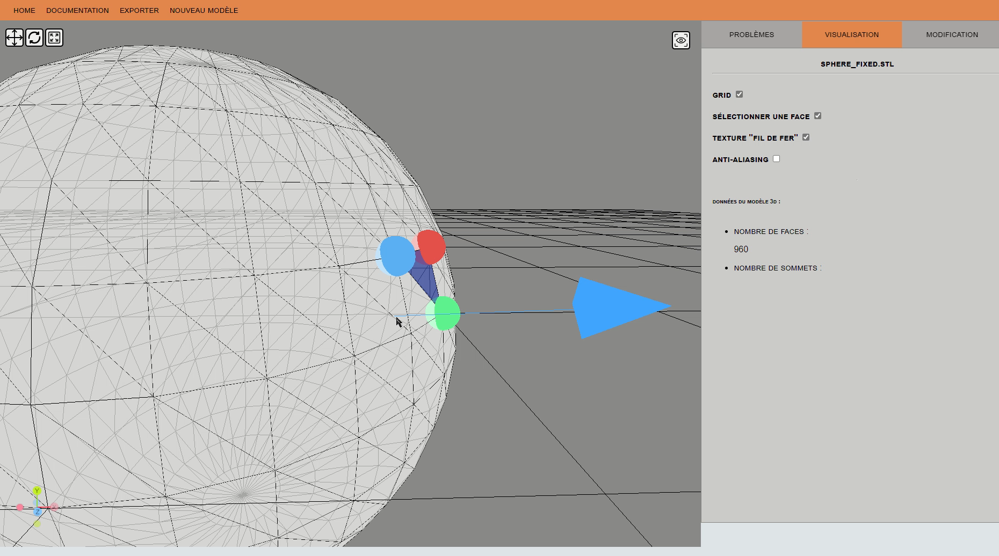 HOME DOCUMENTATION EXPORTER NOUVEAU MODÈLE
PROBLÈMES VISUALISATION MODIFICATION
SPHERE_FIXED.STL
GRID
SÉLECTIONNER UNE FACE
TEXTURE "FIL DE FER"
ANTI-ALIASING
DONNÉES DU MODÈLE 3D :
NOMBRE DE FACES :
960
NOMBRE DE SOMMETS :
Y
X
Z